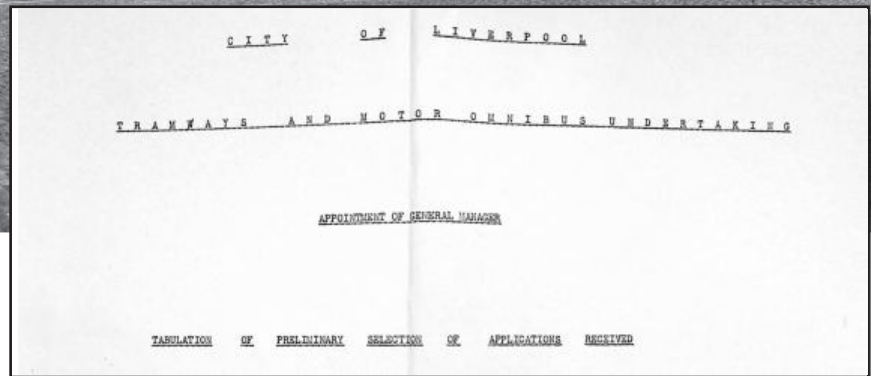 CITY OF LIVERPOOL
TRAMWAYS AND MOTOR OMNIBUS UNDERTAKING
APPOINTMENT OF GENERAL MANAGER
TABULATION OF PRELIMINARY SELECTION OF APPLICATIONS RECEIVED